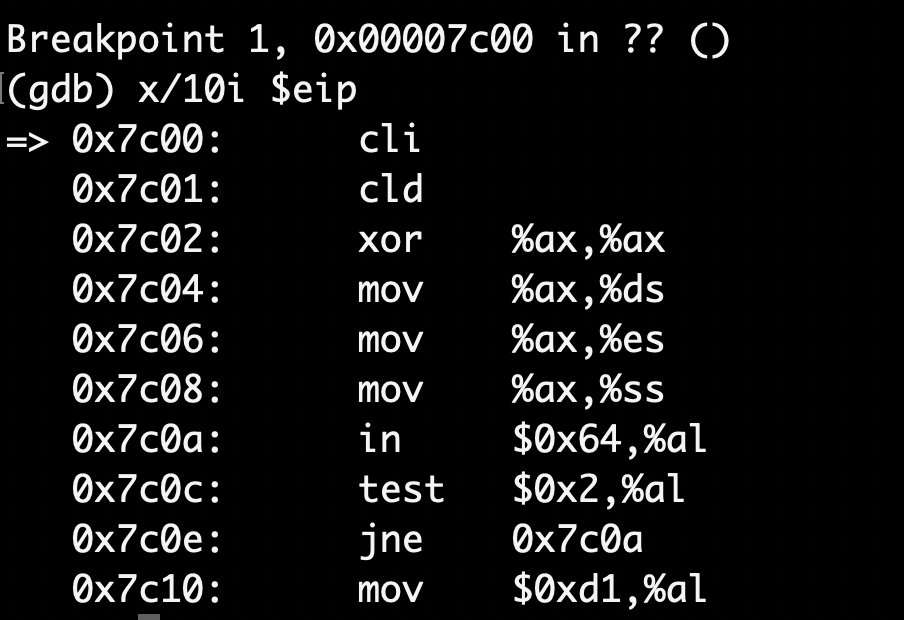 Breakpoint 1, 0x00007c00 in ?? ()
(gdb) x/10i $eip
=> 0x7c00:      cli
   0x7c01:      cld
   0x7c02:      xor    %ax,%ax
   0x7c04:      mov    %ax,%ds
   0x7c06:      mov    %ax,%es
   0x7c08:      mov    %ax,%ss
   0x7c0a:      in     $0x64,%al
   0x7c0c:      test   $0x2,%al
   0x7c0e:      jne    0x7c0a
   0x7c10:      mov    $0xd1,%al